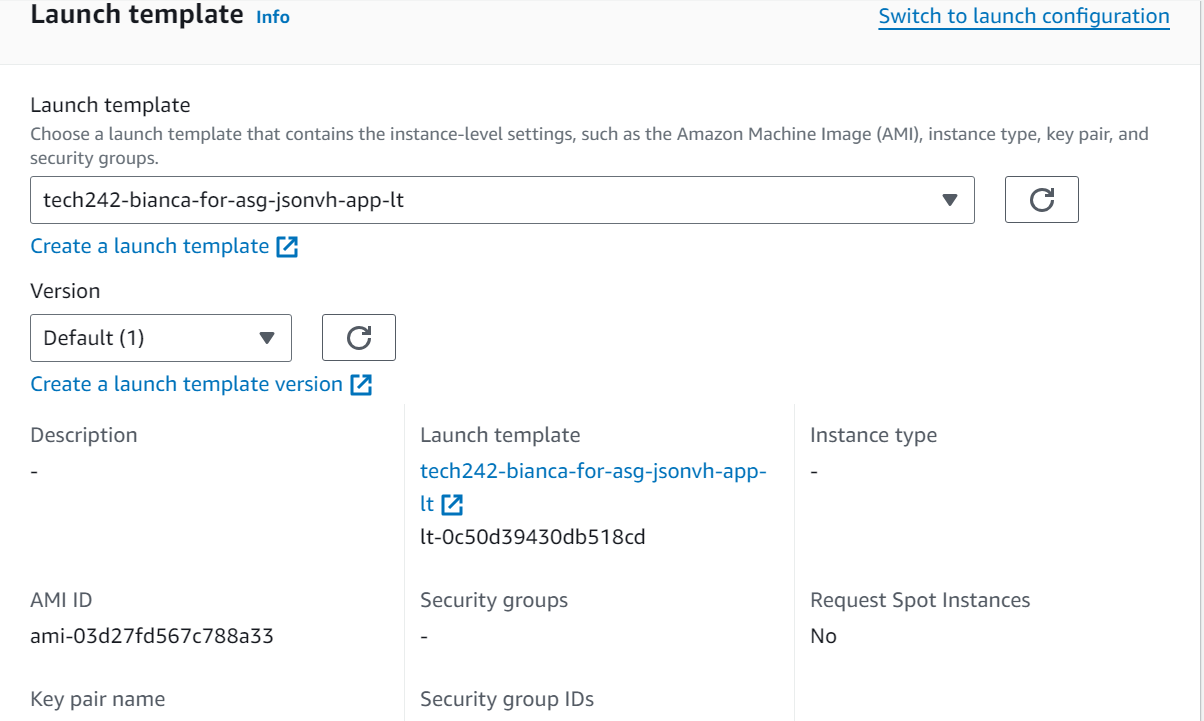 Launch template Info
Switch to launch configuration
Launch template
Choose a launch template that contains the instance-level settings, such as the Amazon Machine Image (AMI), instance type, key pair, and
security groups.
tech242-bianca-for-asg-jsonvh-app-lt
Create a launch template
Version
Default (1)
Create a launch template version
Description
-
Launch template
tech242-bianca-for-asg-jsonvh-app-
lt
lt-0c50d39430db518cd
Instance type
-
AMI ID
ami-03d27fd567c788a33
Security groups
-
Request Spot Instances
No
Key pair name
Security group IDs